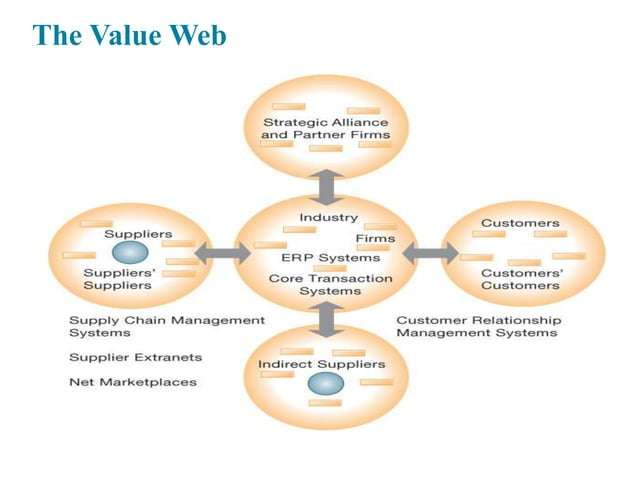 The Value Web
Strategic Alliance
and Partner Firms
Industry
Firms
ERP Systems
Core Transaction
Systems
Suppliers
Suppliers'
Suppliers
Customers
Customers'
Customers
Supply Chain Management
Systems
Supplier Extranets
Net Marketplaces
Customer Relationship
Management Systems
Indirect Suppliers